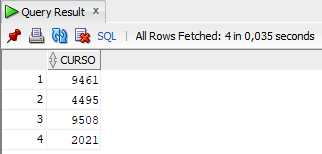 Query Result
SQL | All Rows Fetched: 4 in 0,035 seconds
CURSO
1 9461
2 4495
3 9508
4 2021